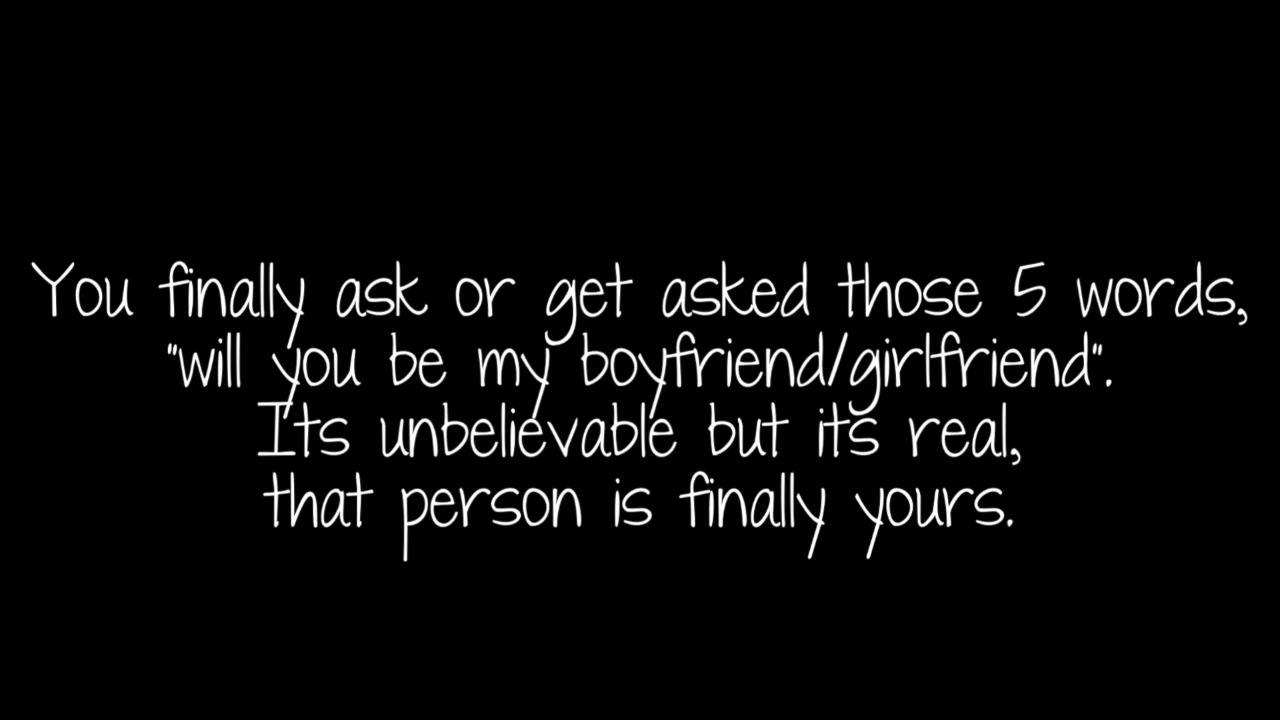 You finally ask or get asked those 5 words,
"will you be my boyfriend/girlfriend".
Its unbelievable but its real,
that person is finally yours.